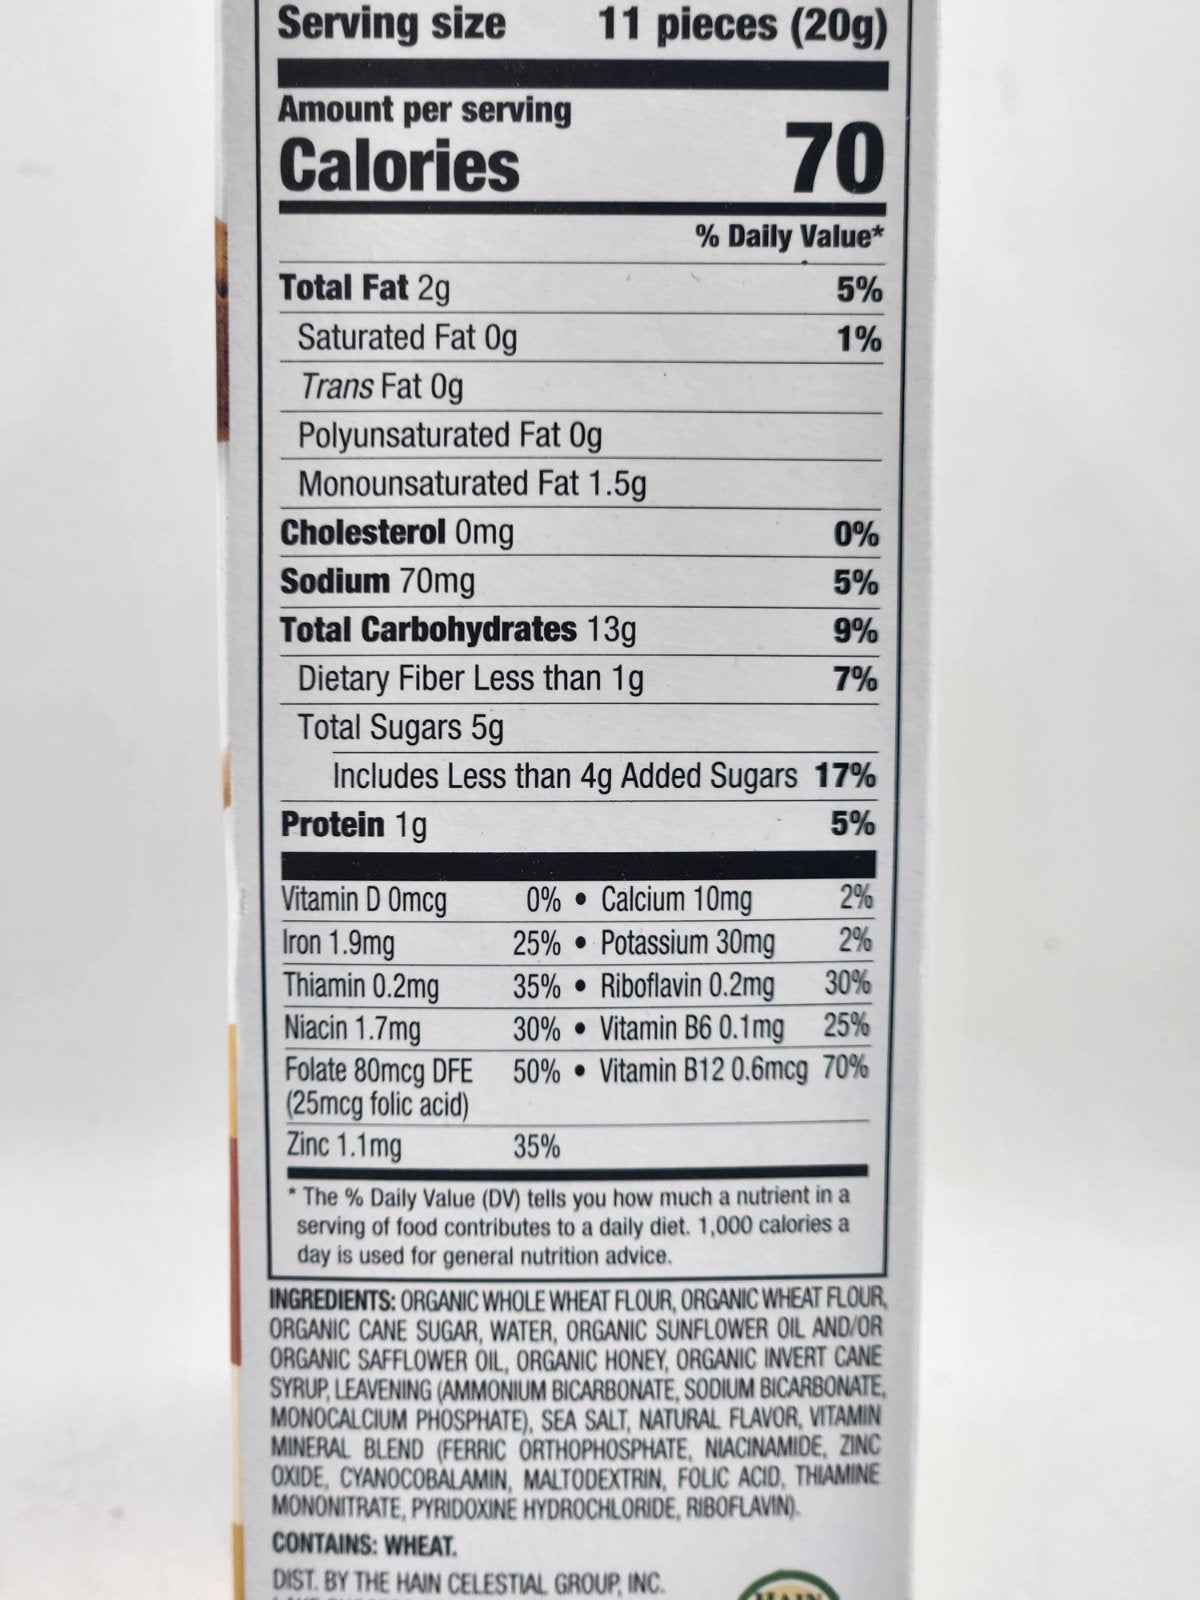 Serving size 11 pieces (20g)
Amount per serving
Calories 70
% Daily Value*
Total Fat 2g 5%
Saturated Fat 0g 1%
Trans Fat 0g
Polyunsaturated Fat 0g
Monounsaturated Fat 1.5g
Cholesterol 0mg 0%
Sodium 70mg 5%
Total Carbohydrates 13g 9%
Dietary Fiber Less than 1g 7%
Total Sugars 5g
Includes Less than 4g Added Sugars 17%
Protein 1g 5%
Vitamin D 0mcg 0% • Calcium 10mg 2%
Iron 1.9mg 25% • Potassium 30mg 2%
Thiamin 0.2mg 35% • Riboflavin 0.2mg 30%
Niacin 1.7mg 30% • Vitamin B6 0.1mg 25%
Folate 80mcg DFE 50% • Vitamin B12 0.6mcg 70%
(25mcg folic acid)
Zinc 1.1mg 35%
* The % Daily Value (DV) tells you how much a nutrient in a
serving of food contributes to a daily diet. 1,000 calories a
day is used for general nutrition advice.
INGREDIENTS: ORGANIC WHOLE WHEAT FLOUR, ORGANIC WHEAT FLOUR,
ORGANIC CANE SUGAR, WATER, ORGANIC SUNFLOWER OIL AND/OR
ORGANIC SAFFLOWER OIL, ORGANIC HONEY, ORGANIC INVERT CANE
SYRUP, LEAVENING (AMMONIUM BICARBONATE, SODIUM BICARBONATE,
MONOCALCIUM PHOSPHATE), SEA SALT, NATURAL FLAVOR, VITAMIN
MINERAL BLEND (FERRIC ORTHOPHOSPHATE, NIACINAMIDE, ZINC
OXIDE, CYANOCOBALAMIN, MALTODEXTRIN, FOLIC ACID, THIAMINE
MONONITRATE, PYRIDOXINE HYDROCHLORIDE, RIBOFLAVIN).
CONTAINS: WHEAT.
DIST. BY THE HAIN CELESTIAL GROUP, INC.
HAIN